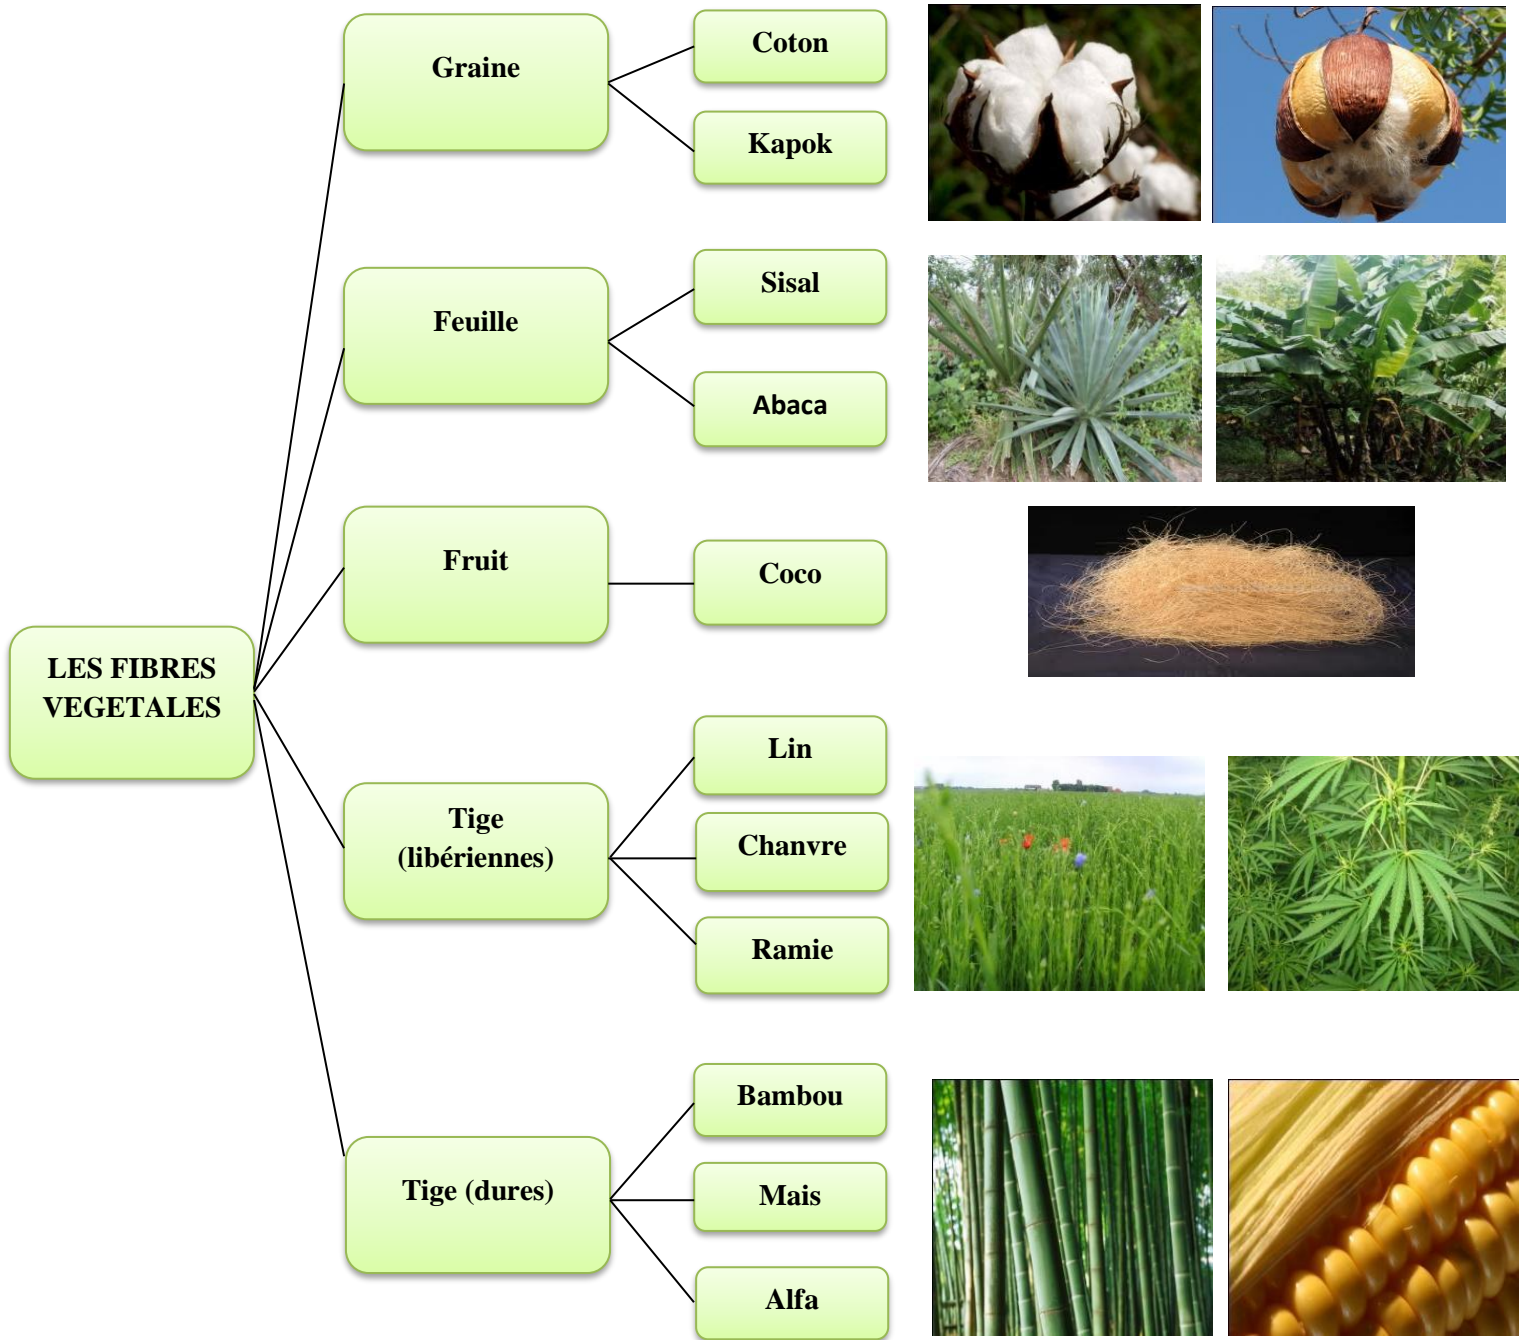 Graine
Coton
Kapok
Feuille
Sisal
Abaca
Fruit
Coco
LES FIBRES
VEGETALES
Tige
(libériennes)
Lin
Chanvre
Ramie
Tige (dures)
Bambou
Mais
Alfa